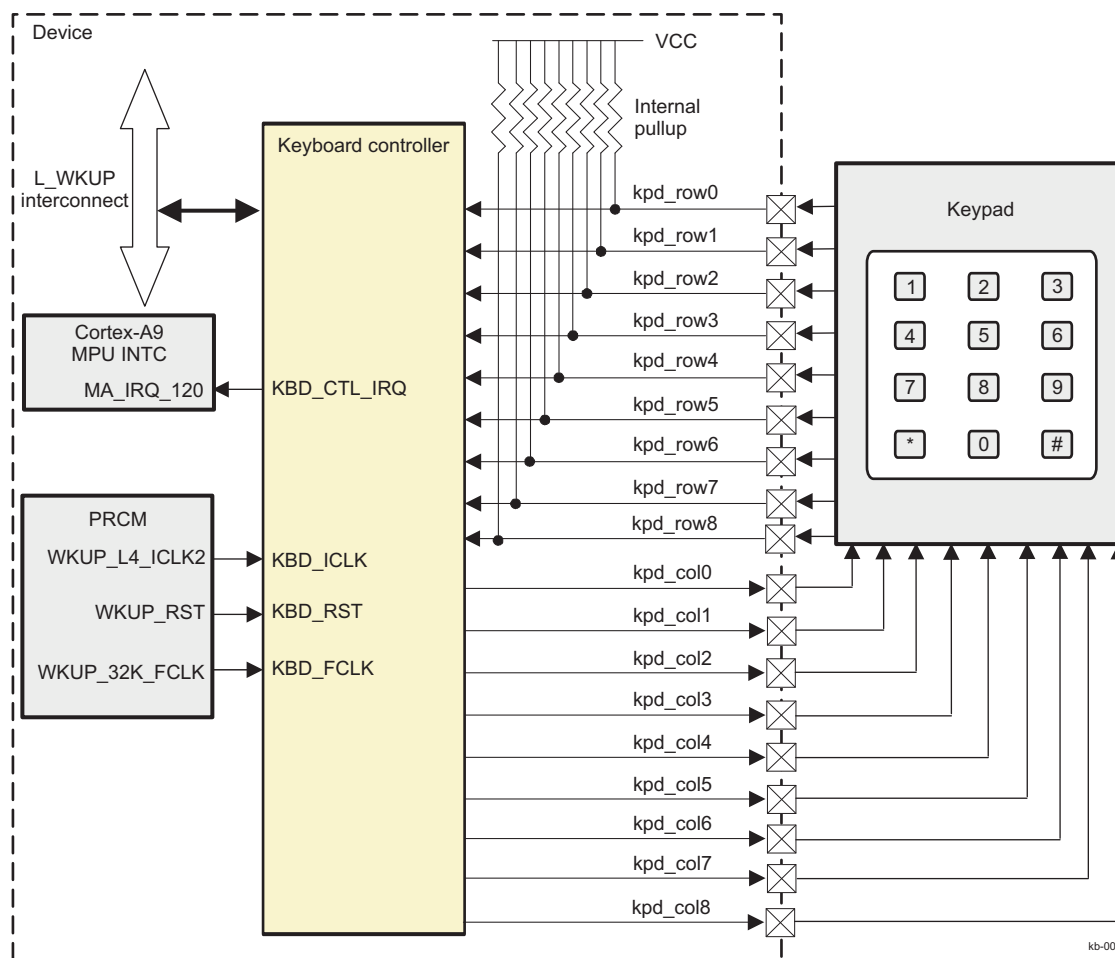 Device
VCC
Internal
pullup
Keyboard controller
L_WKUP
interconnect
Cortex-A9
MPU INTC
MA_IRQ_120
KBD_CTL_IRQ
PRCM
WKUP_L4_ICLK2
KBD_ICLK
WKUP_RST
KBD_RST
WKUP_32K_FCLK
KBD_FCLK
kpd_row0
kpd_row1
kpd_row2
kpd_row3
kpd_row4
kpd_row5
kpd_row6
kpd_row7
kpd_row8
kpd_col0
kpd_col1
kpd_col2
kpd_col3
kpd_col4
kpd_col5
kpd_col6
kpd_col7
kpd_col8
Keypad
1 2 3
4 5 6
7 8 9
* 0 #
kb-00